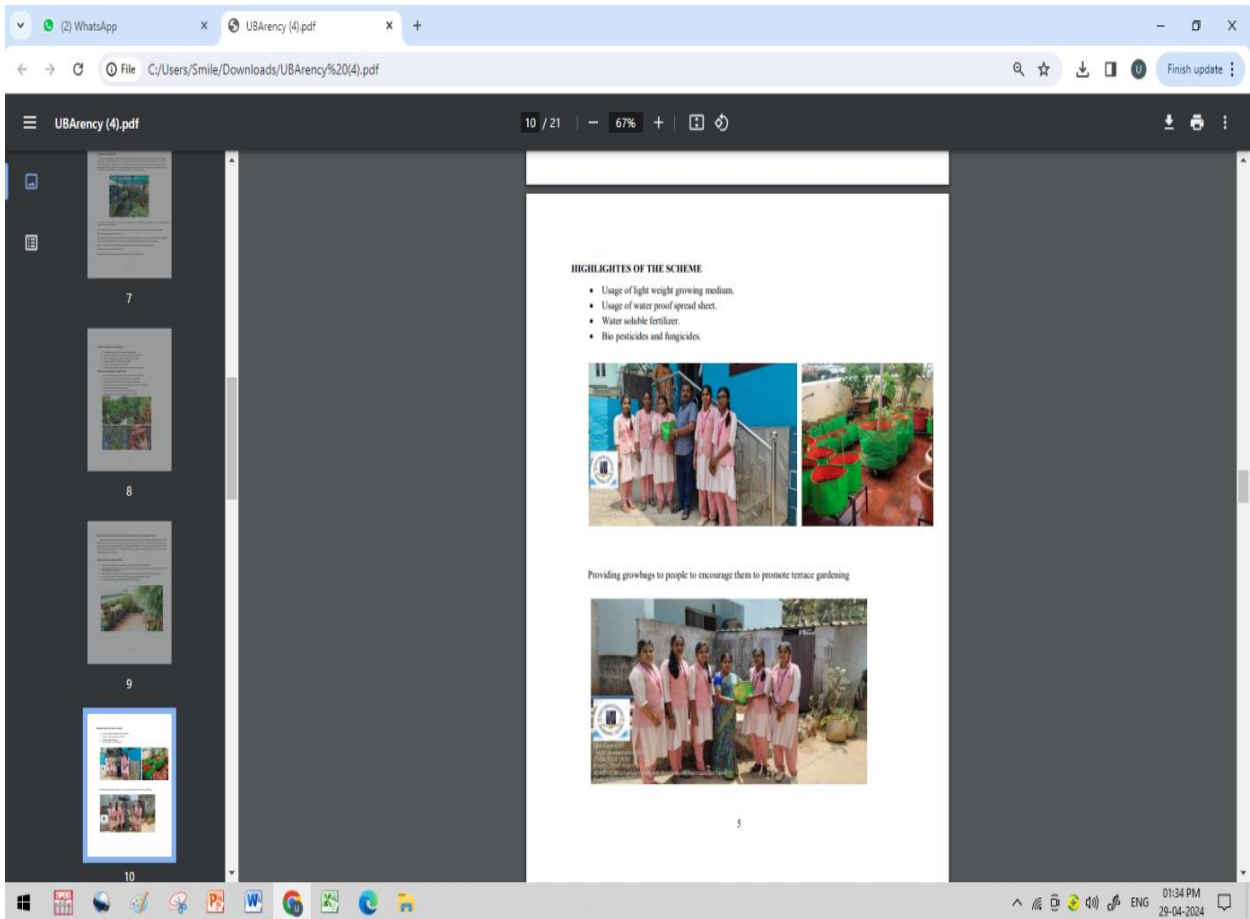 (2) WhatsApp
UBArency (4).pdf
File
C:/Users/Smile/Downloads/UBArency%20(4).pdf
Finish update
UBArency (4).pdf
10 / 21
67%
7
8
9
10
HIGHLIGHTES OF THE SCHEME
• Usage of light weight growing medium.
• Usage of water proof spread sheet.
• Water soluble fertilizer.
• Bio pesticides and fungicides.
Providing growbags to people to encourage them to promote terrace gardening
5
ENG
01:34 PM
29-04-2024